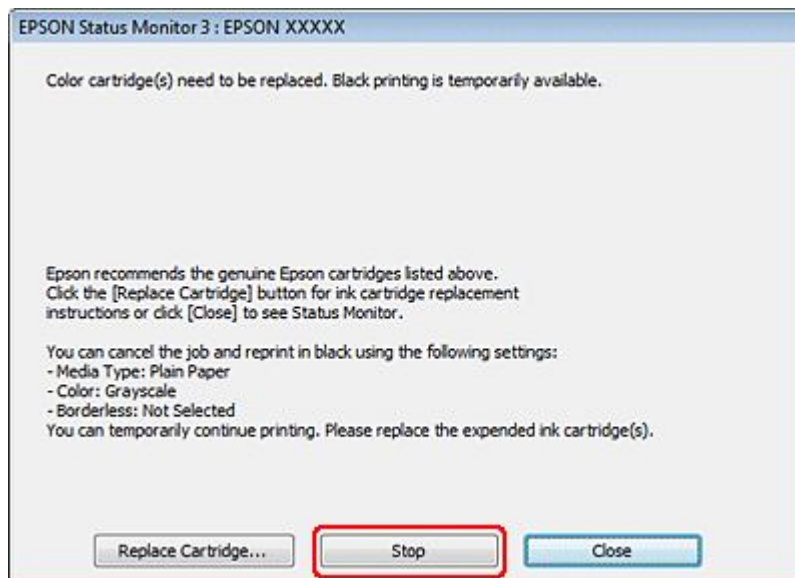 EPSON Status Monitor 3 : EPSON XXXXX
Color cartridge(s) need to be replaced. Black printing is temporarily available.
Epson recommends the genuine Epson cartridges listed above.
Click the [Replace Cartridge] button for ink cartridge replacement
instructions or click [Close] to see Status Monitor.
You can cancel the job and reprint in black using the following settings:
- Media Type: Plain Paper
- Color: Grayscale
- Borderless: Not Selected
You can temporarily continue printing. Please replace the expended ink cartridge(s).
Replace Cartridge... Stop Close